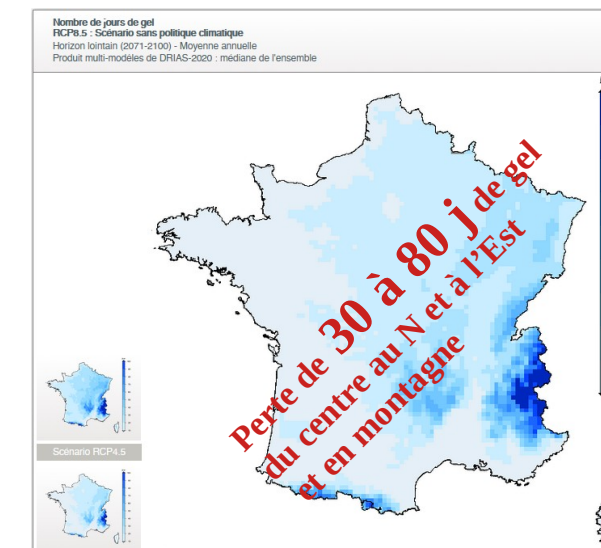 Nombre de jours de gel
RCP8.5 : Scénario sans politique climatique
Horizon lointain (2071-2100) - Moyenne annuelle
Produit multi-modèles de DRIAS-2020 : médiane de l'ensemble
Perte de 30 à 80 j de gel
du centre au N et à l'Est
et en montagne
Scénario RCP4.5